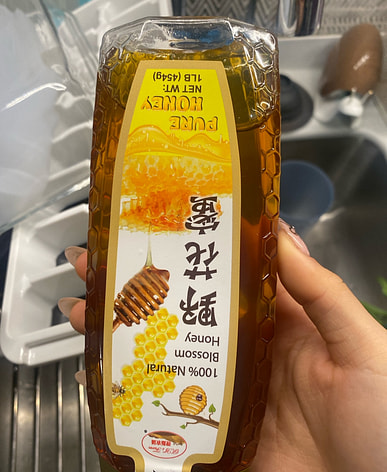 100% Natural
Blossom
Honey
野花蜜
PURE
HONEY
NET WT:
1LB (454g)